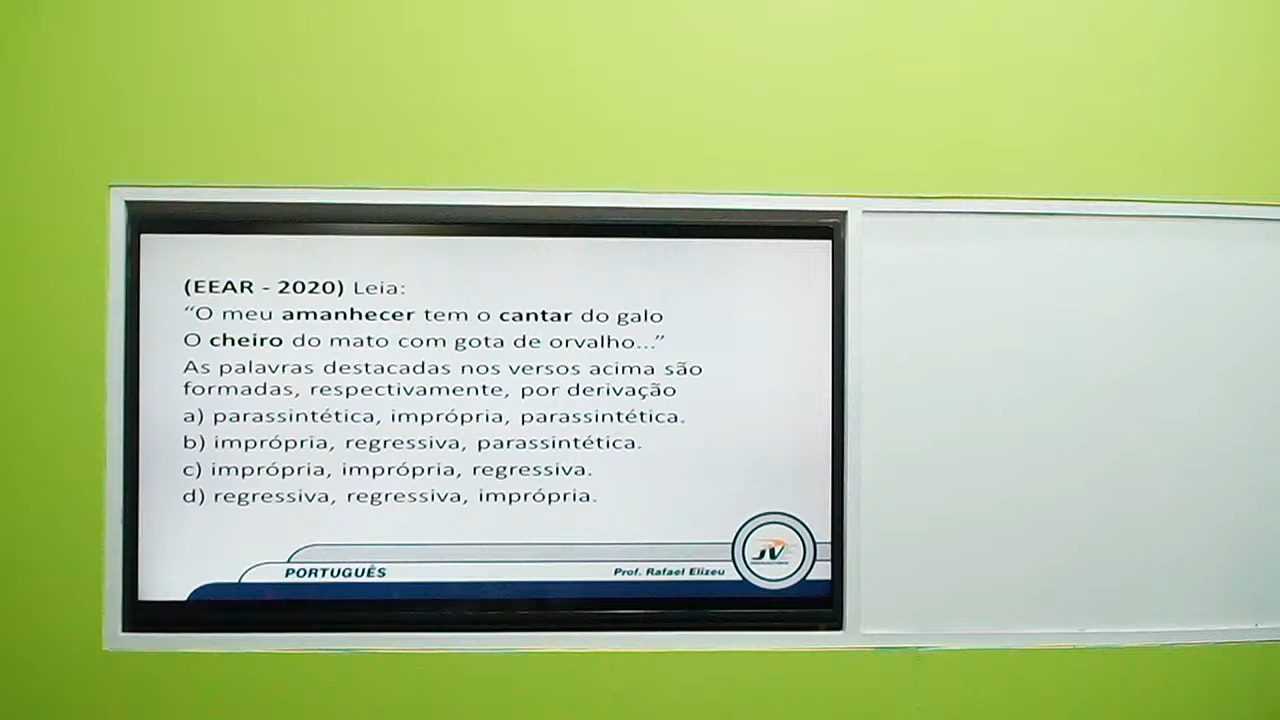 (EEAR - 2020) Leia:
“O meu amanhecer tem o cantar do galo
O cheiro do mato com gota de orvalho...”
As palavras destacadas nos versos acima são
formadas, respectivamente, por derivação
a) parassintética, imprópria, parassintética.
b) imprópria, regressiva, parassintética.
c) imprópria, imprópria, regressiva.
d) regressiva, regressiva, imprópria.
PORTUGUÊS
Prof. Rafael Elizeu
JV